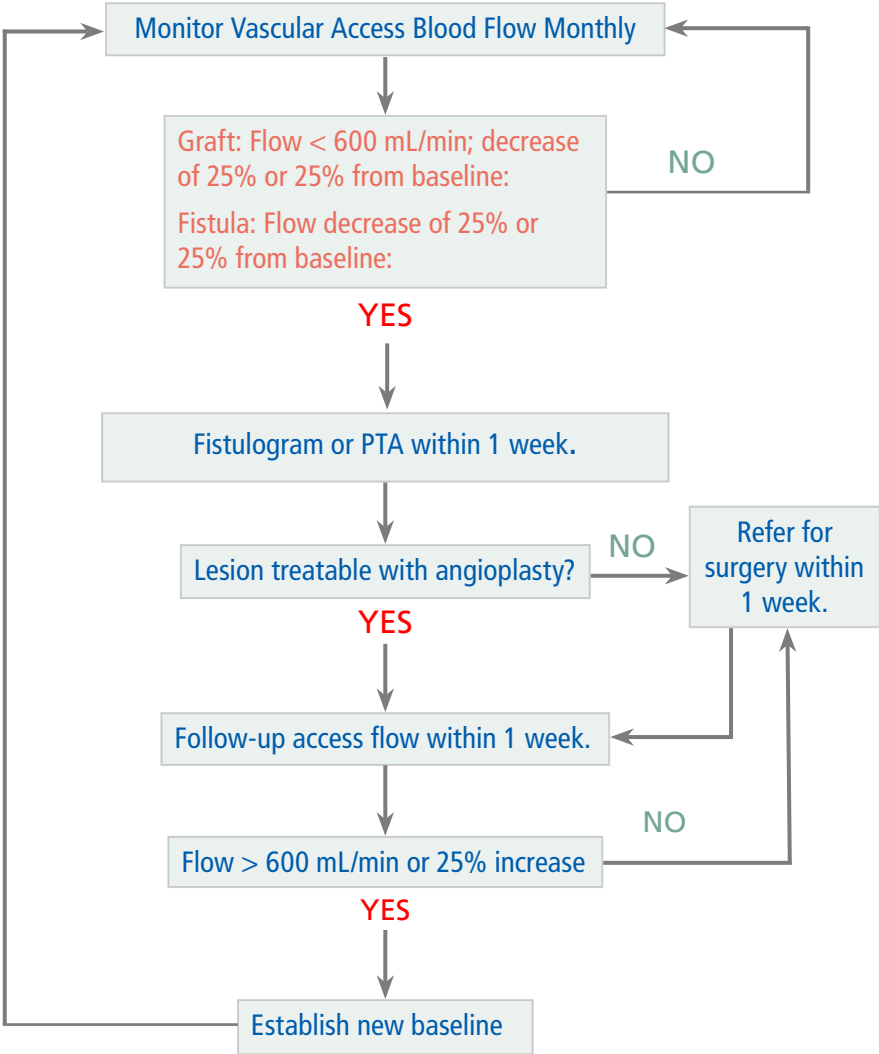 Monitor Vascular Access Blood Flow Monthly
Graft: Flow < 600 mL/min; decrease
of 25% or 25% from baseline:
Fistula: Flow decrease of 25% or
25% from baseline:
NO
YES
Fistulogram or PTA within 1 week.
Lesion treatable with angioplasty?
NO
Refer for
surgery within
1 week.
YES
Follow-up access flow within 1 week.
Flow > 600 mL/min or 25% increase
NO
YES
Establish new baseline